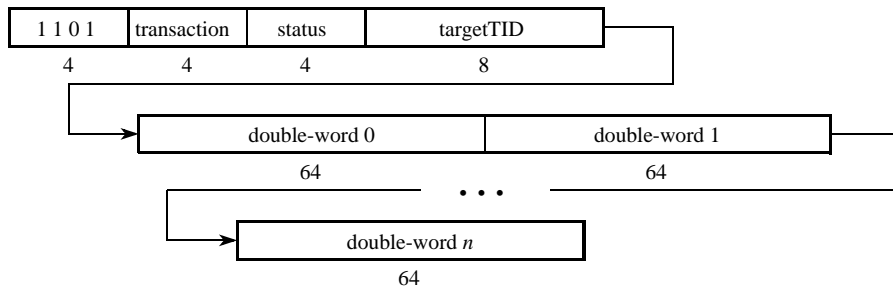 1 1 0 1 transaction status targetTID
4 4 4 8
double-word 0 double-word 1
64 64
• • •
double-word n
64